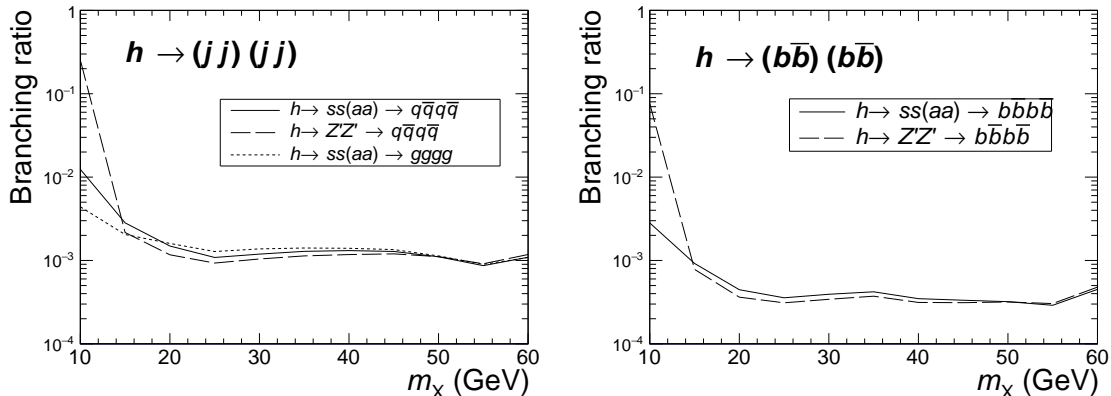 Branching ratio
1
10⁻¹
10⁻²
10⁻³
10⁻⁴
h → (j j) (j j)
h→ ss(aa) → qq̅qq̅
h→ Z'Z' → qq̅qq̅
h→ ss(aa) → gggg
10 20 30 40 50 60
mₓ (GeV)
Branching ratio
1
10⁻¹
10⁻²
10⁻³
10⁻⁴
h → (bb̅) (bb̅)
h→ ss(aa) → bb̅bb̅
h→ Z'Z' → bb̅bb̅
10 20 30 40 50 60
mₓ (GeV)